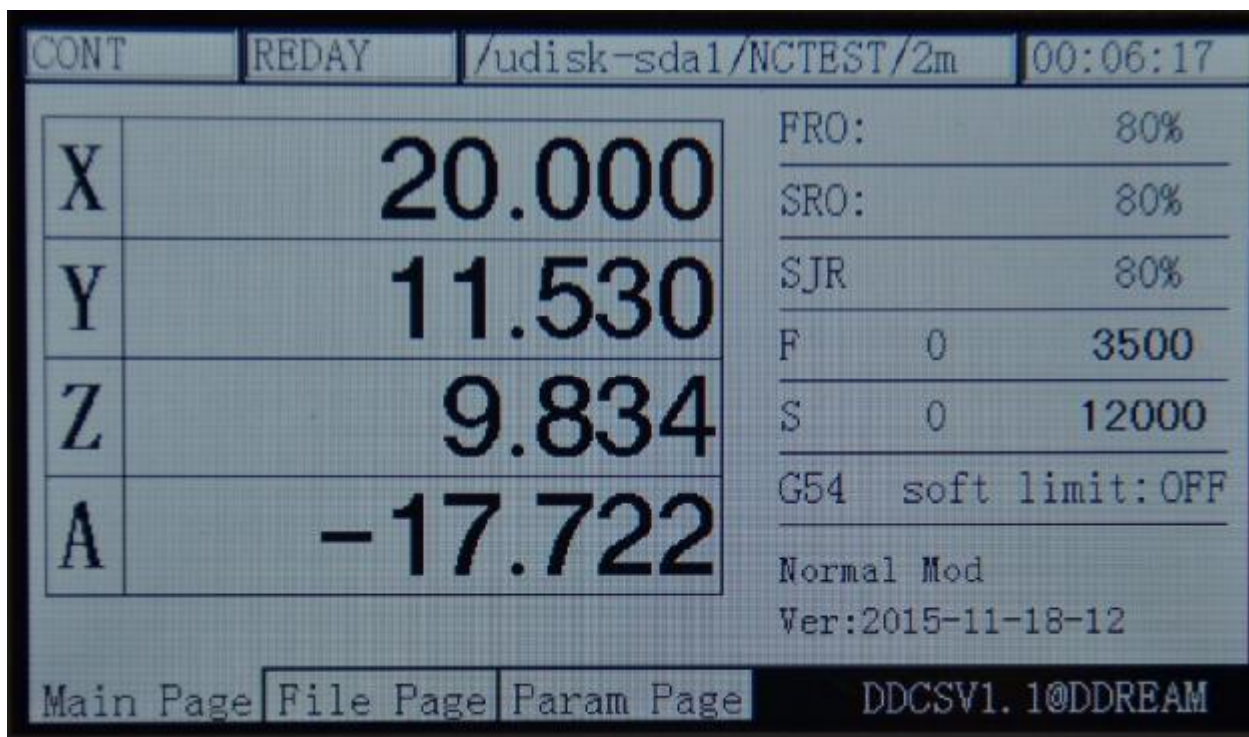 CONT REDAY /udisk-sda1/NCTEST/2m 00:06:17
X 20.000
Y 11.530
Z 9.834
A -17.722
FRO: 80%
SRO: 80%
SJR 80%
F 0 3500
S 0 12000
G54 soft limit:OFF
Normal Mod
Ver:2015-11-18-12
Main Page File Page Param Page DDCSV1.1@DDREAM